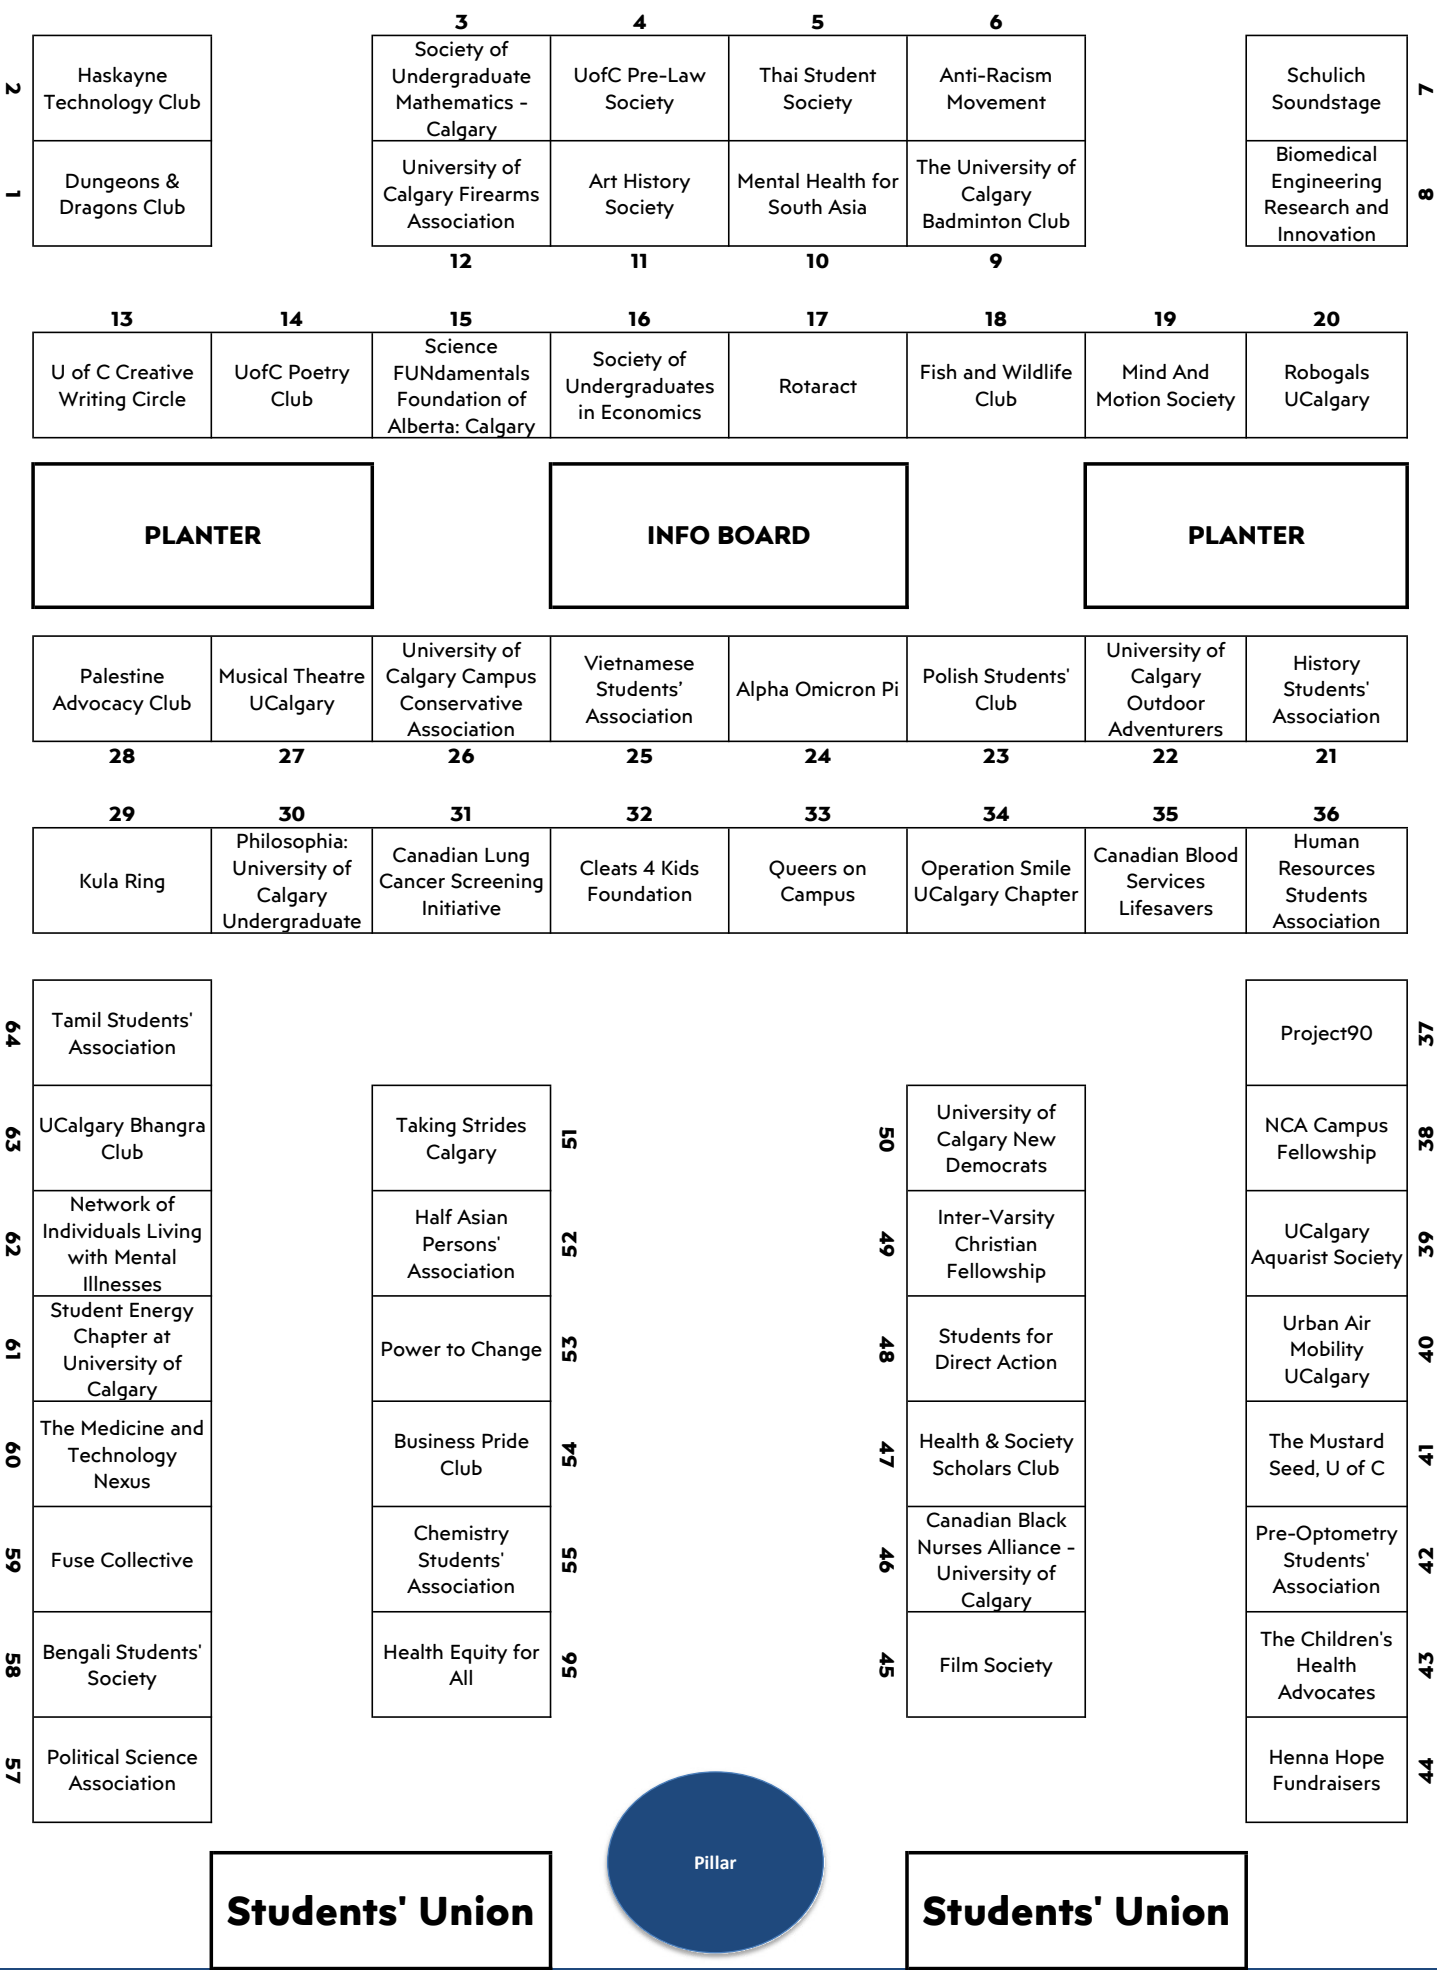 3 4 5 6
2
Haskayne
Technology Club
Society of
Undergraduate
Mathematics -
Calgary
UofC Pre-Law
Society
Thai Student
Society
Anti-Racism
Movement
Schulich
Soundstage
7
1
Dungeons &
Dragons Club
University of
Calgary Firearms
Association
Art History
Society
Mental Health for
South Asia
The University of
Calgary
Badminton Club
Biomedical
Engineering
Research and
Innovation
8
12 11 10 9
13 14 15 16 17 18 19 20
U of C Creative
Writing Circle
UofC Poetry
Club
Science
FUNdamentals
Foundation of
Alberta: Calgary
Society of
Undergraduates
in Economics
Rotaract
Fish and Wildlife
Club
Mind And
Motion Society
Robogals
UCalgary
PLANTER
INFO BOARD
PLANTER
Palestine
Advocacy Club
Musical Theatre
UCalgary
University of
Calgary Campus
Conservative
Association
Vietnamese
Students’
Association
Alpha Omicron Pi
Polish Students'
Club
University of
Calgary
Outdoor
Adventurers
History
Students'
Association
28 27 26 25 24 23 22 21
29 30 31 32 33 34 35 36
Kula Ring
Philosophia:
University of
Calgary
Undergraduate
Canadian Lung
Cancer Screening
Initiative
Cleats 4 Kids
Foundation
Queers on
Campus
Operation Smile
UCalgary Chapter
Canadian Blood
Services
Lifesavers
Human
Resources
Students
Association
64
Tamil Students'
Association
Project90
37
63
UCalgary Bhangra
Club
Taking Strides
Calgary
51
50
University of
Calgary New
Democrats
NCA Campus
Fellowship
38
62
Network of
Individuals Living
with Mental
Illnesses
Half Asian
Persons'
Association
52
49
Inter-Varsity
Christian
Fellowship
UCalgary
Aquarist Society
39
61
Student Energy
Chapter at
University of
Calgary
Power to Change
53
48
Students for
Direct Action
Urban Air
Mobility
UCalgary
40
60
The Medicine and
Technology
Nexus
Business Pride
Club
54
47
Health & Society
Scholars Club
The Mustard
Seed, U of C
41
59
Fuse Collective
Chemistry
Students'
Association
55
46
Canadian Black
Nurses Alliance -
University of
Calgary
Pre-Optometry
Students'
Association
42
58
Bengali Students'
Society
Health Equity for
All
56
45
Film Society
The Children's
Health
Advocates
43
57
Political Science
Association
Henna Hope
Fundraisers
44
Pillar
Students' Union
Students' Union